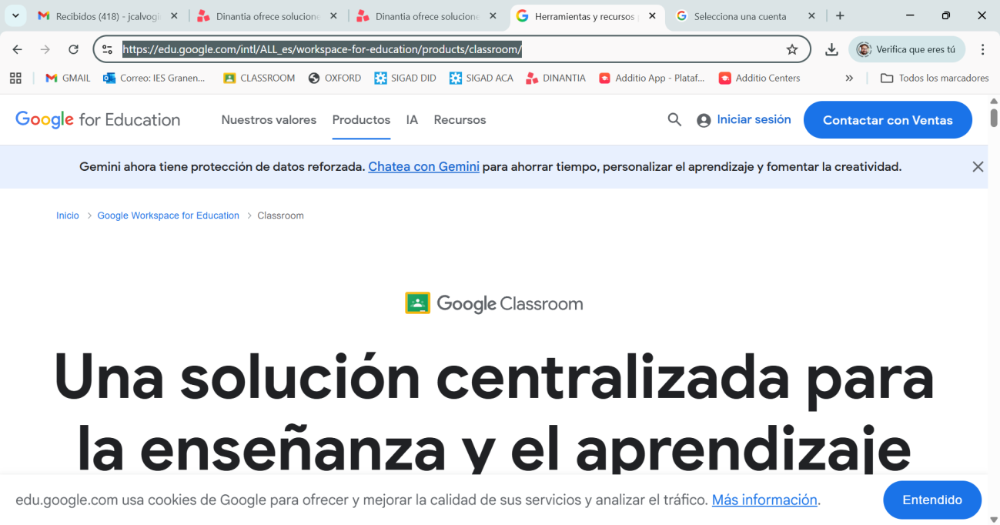 Recibidos (418) - jcalvogi
Dinantia ofrece solucione
Dinantia ofrece solucione
Herramientas y recursos
Selecciona una cuenta
https://edu.google.com/intl/ALL_es/workspace-for-education/products/classroom/
Verifica que eres tú
GMAIL
Correo: IES Granen...
CLASSROOM
OXFORD
SIGAD DID
SIGAD ACA
DINANTIA
Additio App - Plataf...
Additio Centers
Todos los marcadores
Google for Education
Nuestros valores
Productos
IA
Recursos
Iniciar sesión
Contactar con Ventas
Gemini ahora tiene protección de datos reforzada. Chatea con Gemini para ahorrar tiempo, personalizar el aprendizaje y fomentar la creatividad.
Inicio > Google Workspace for Education > Classroom
Google Classroom
Una solución centralizada para
la enseñanza y el aprendizaje
edu.google.com usa cookies de Google para ofrecer y mejorar la calidad de sus servicios y analizar el tráfico. Más información.
Entendido